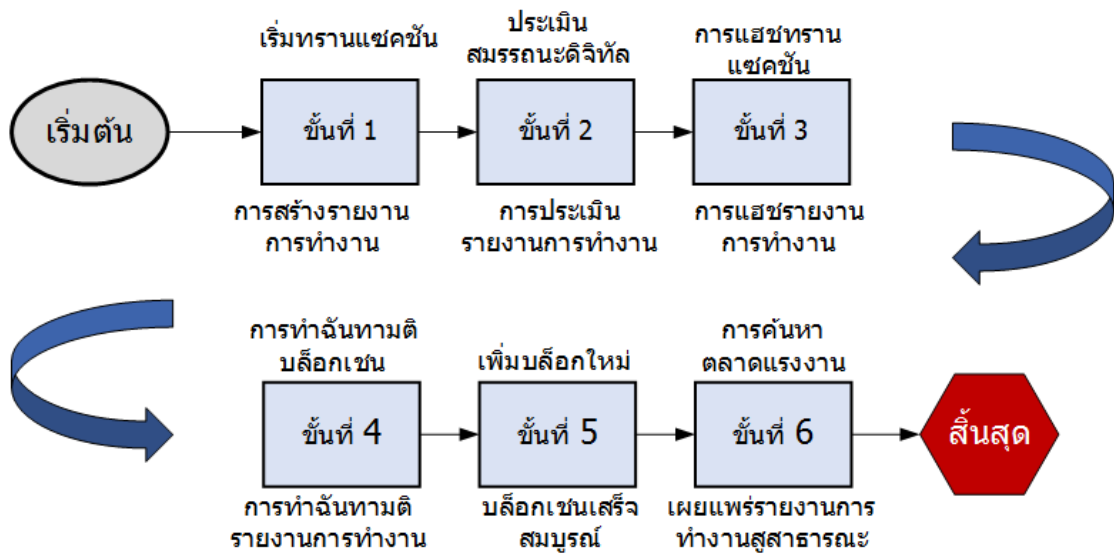 เริ่มทรานแซคชัน
ประเมิน
สมรรถนะดิจิทัล
การแฮชทราน
แซคชัน
เริ่มต้น
ขั้นที่ 1
ขั้นที่ 2
ขั้นที่ 3
การสร้างรายงาน
การทำงาน
การประเมิน
รายงานการทำงาน
การแฮชรายงาน
การทำงาน
การทำฉันทามติ
บล็อกเชน
เพิ่มบล็อกใหม่
การค้นหา
ตลาดแรงงาน
ขั้นที่ 4
ขั้นที่ 5
ขั้นที่ 6
สิ้นสุด
การทำฉันทามติ
รายงานการทำงาน
บล็อกเชนเสร็จ
สมบูรณ์
เผยแพร่รายงานการ
ทำงานสูสาธารณะ